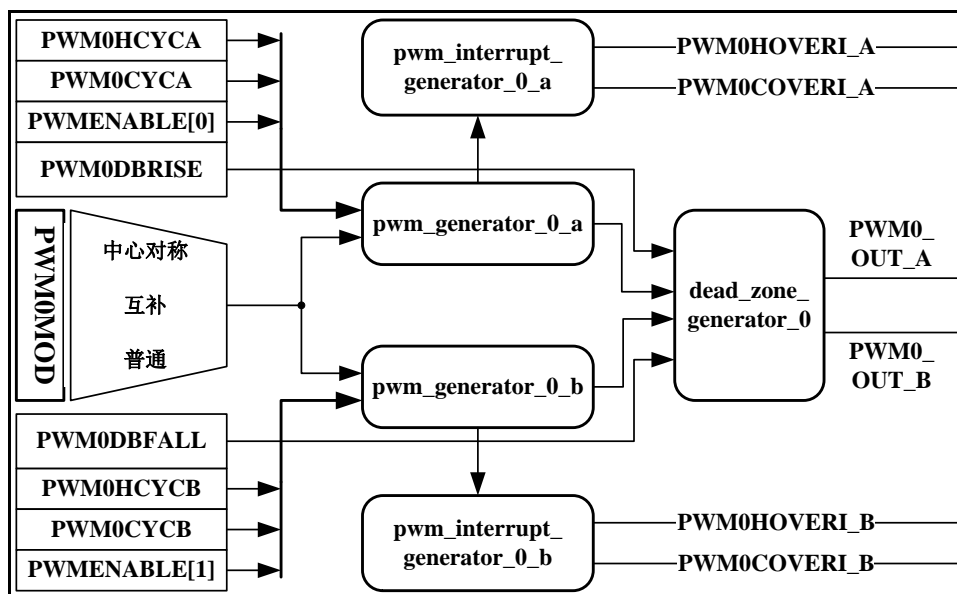 PWM0HCYCA
PWM0CYCA
PWMENABLE[0]
PWM0DBRISE
PWM0MOD
中心对称
互补
普通
PWM0DBFALL
PWM0HCYCB
PWM0CYCB
PWMENABLE[1]
pwm_interrupt_
generator_0_a
pwm_generator_0_a
pwm_generator_0_b
pwm_interrupt_
generator_0_b
dead_zone_
generator_0
PWM0HOVERI_A
PWM0COVERI_A
PWM0_
OUT_A
PWM0_
OUT_B
PWM0HOVERI_B
PWM0COVERI_B